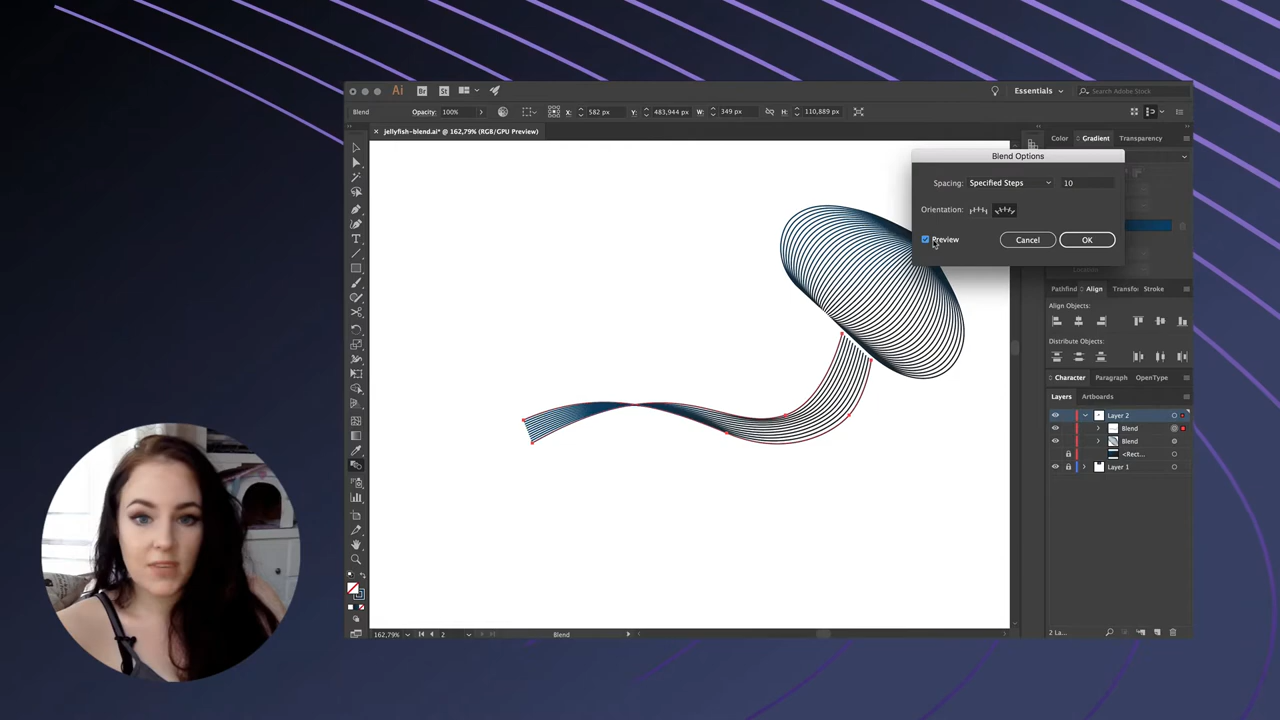 Ai Br St Essentials Search Adobe Stock
Blend Opacity: 100% X: 582 px Y: 483,944 px W: 349 px H: 110,889 px
× jellyfish-blend.ai* @ 162,79% (RGB/GPU Preview)
Color Gradient Transparency
Blend Options
Spacing: Specified Steps 10
Orientation:
Preview Cancel OK
Pathfind Align Transfo Stroke
Align Objects:
Distribute Objects:
Character Paragraph OpenType
Layers Artboards
Layer 2
Blend
Blend
<Rect...
Layer 1
162,79% 2 Blend
2 La...